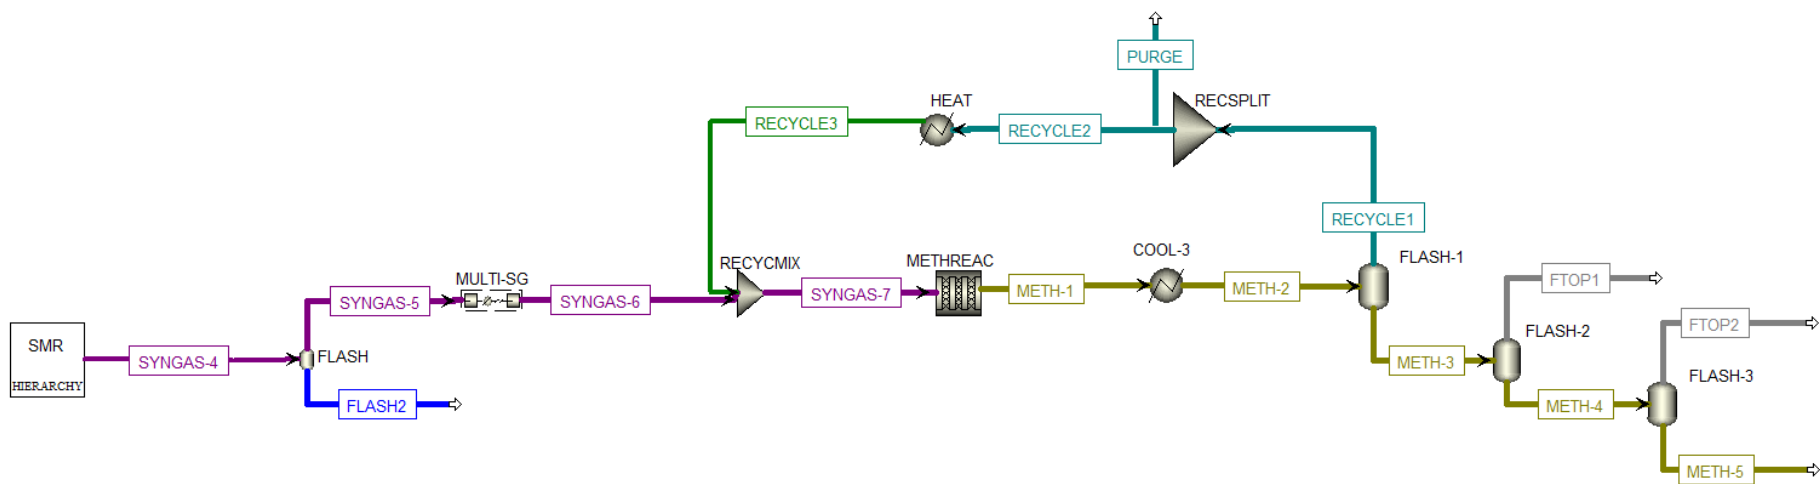 PURGE
HEAT
RECSPLIT
RECYCLE3
RECYCLE2
RECYCLE1
RECYCMIX
METHREAC
COOL-3
FLASH-1
MULTI-SG
SYNGAS-5
SYNGAS-6
SYNGAS-7
METH-1
METH-2
FTOP1
SMR
HIERARCHY
SYNGAS-4
FLASH
FLASH2
METH-3
FLASH-2
FTOP2
FLASH-3
METH-4
METH-5